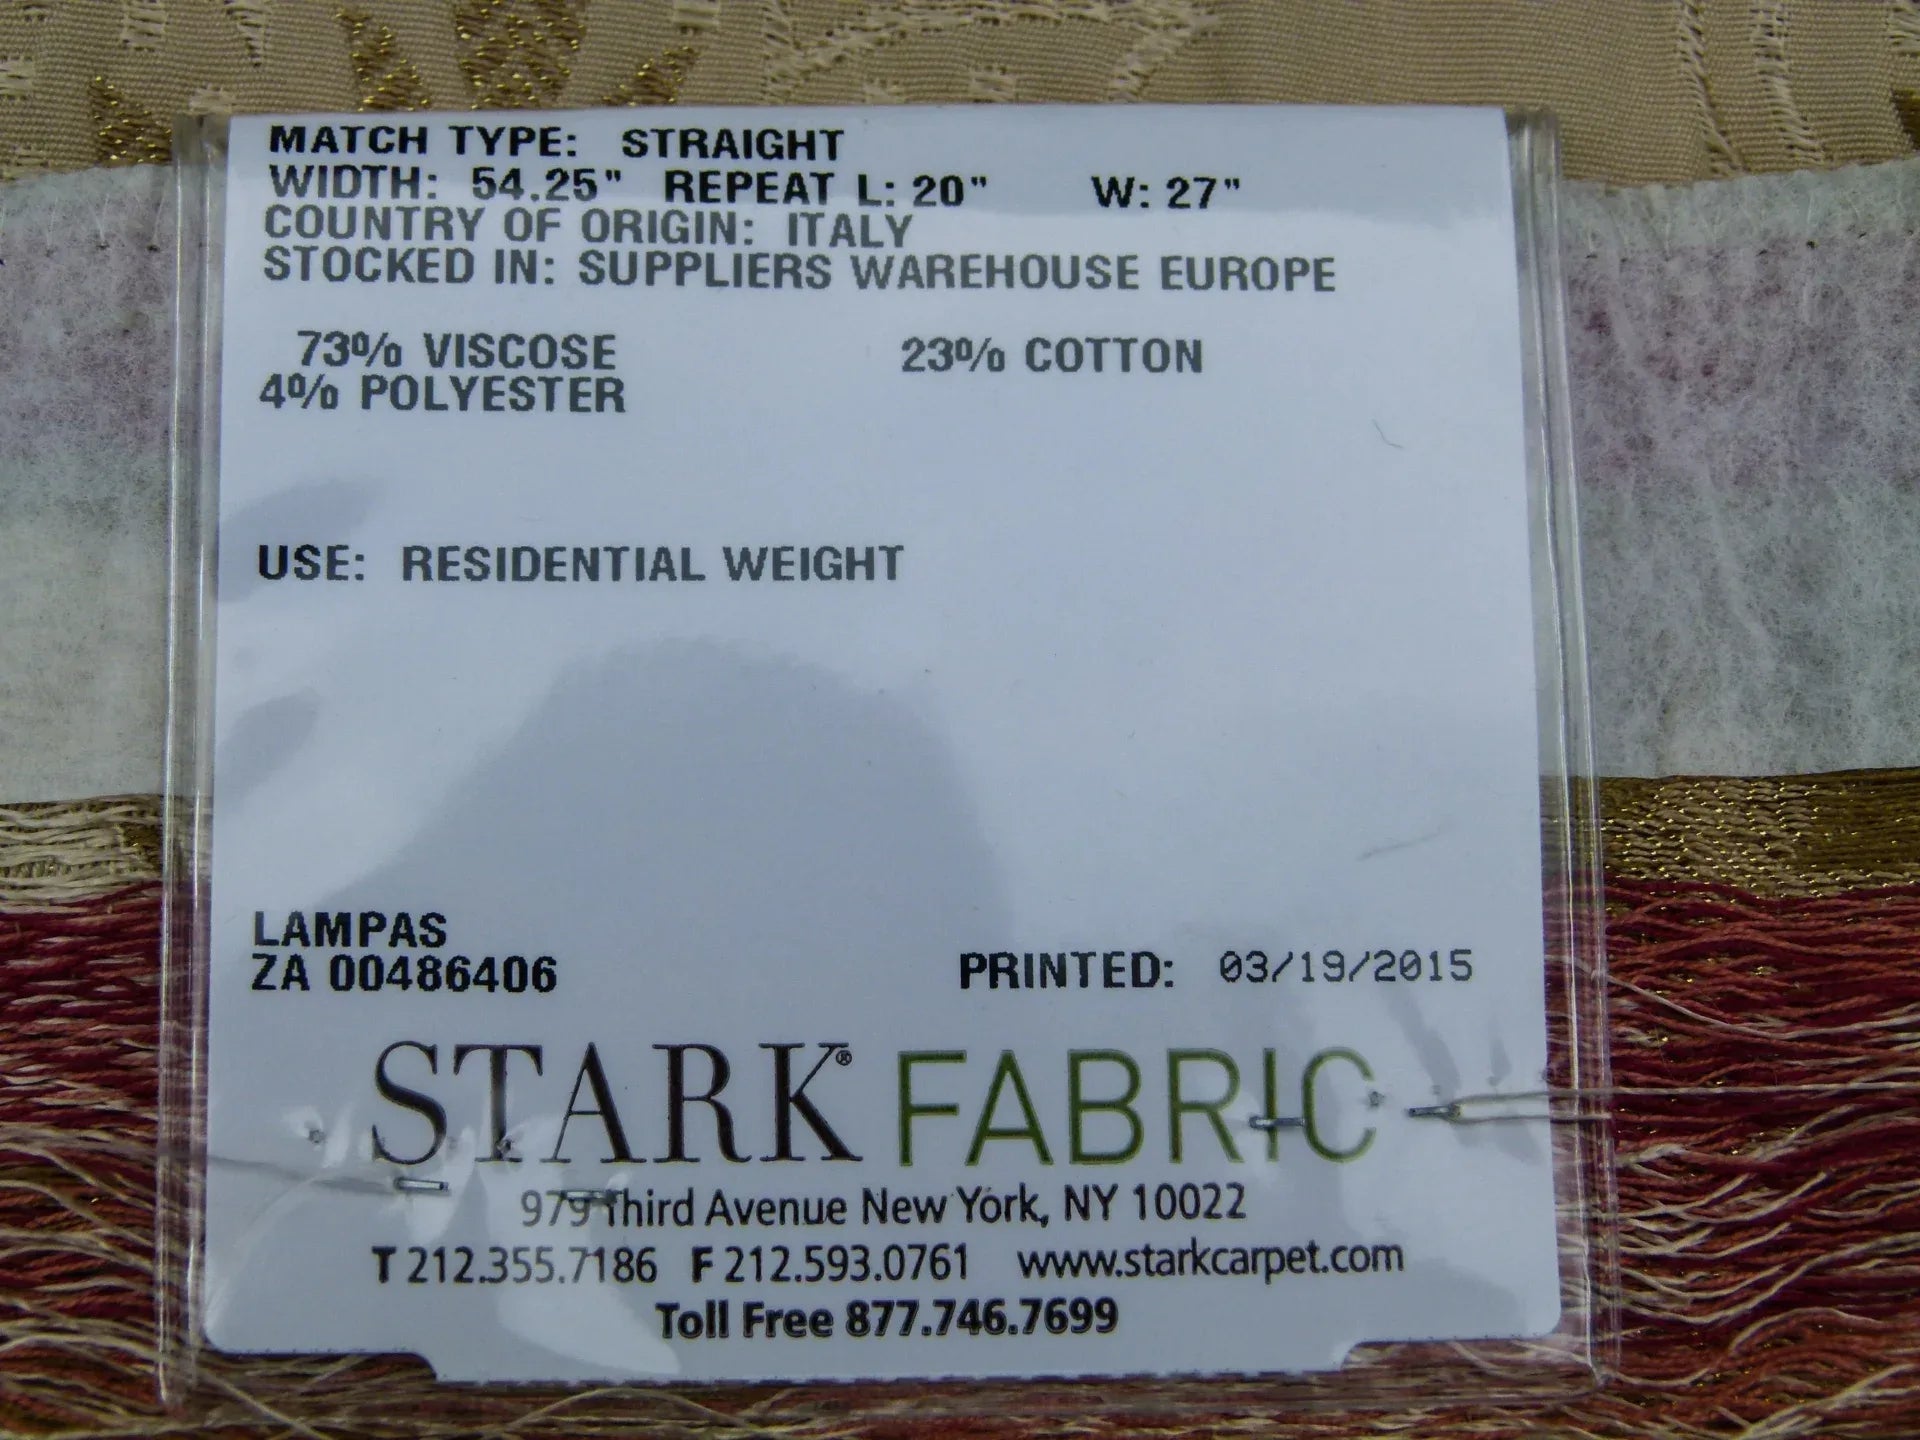 MATCH TYPE: STRAIGHT
WIDTH: 54.25" REPEAT L: 20" W: 27"
COUNTRY OF ORIGIN: ITALY
STOCKED IN: SUPPLIERS WAREHOUSE EUROPE
73% VISCOSE 23% COTTON
4% POLYESTER
USE: RESIDENTIAL WEIGHT
LAMPAS
ZA 00486406 PRINTED: 03/19/2015
STARK® FABRIC
979 Third Avenue New York, NY 10022
T 212.355.7186 F 212.593.0761 www.starkcarpet.com
Toll Free 877.746.7699